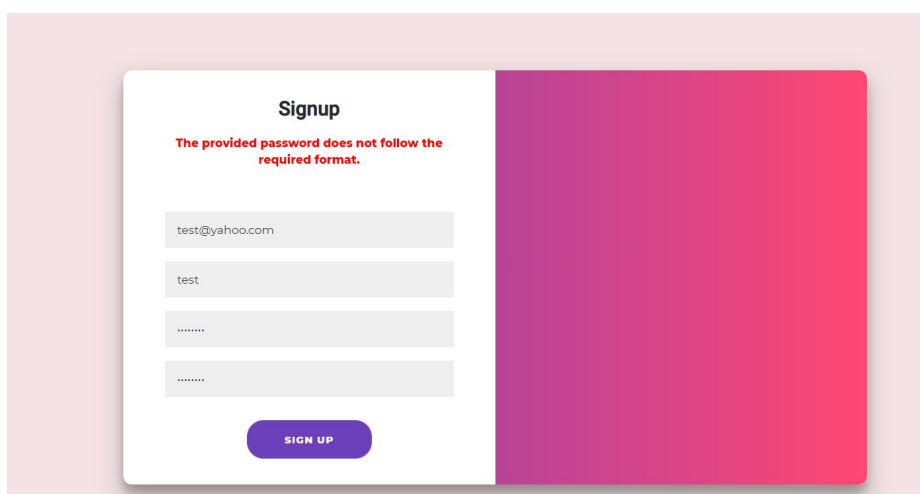 Signup
The provided password does not follow the
required format.
test@yahoo.com
test
........
........
SIGN UP